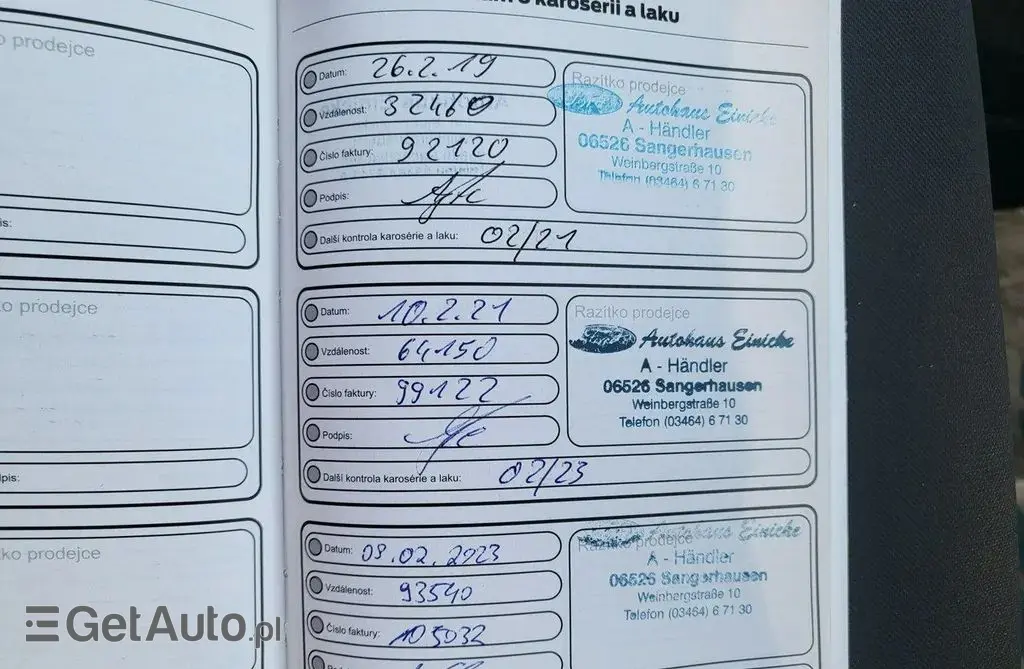 o prodejce
is:
o prodejce
pis:
ko prodejce
karoserii a laku
Datum: 26.2.19
Vzdálenost: 32460
Číslo faktury: 92120
Podpis:
Další kontrola karosérie a laku: 02/21
Razítko prodejce
Autohaus Einicke
A - Händler
06526 Sangerhausen
Weinbergstraße 10
Telefon (03464) 6 71 30
Datum: 10.2.21
Vzdálenost: 64150
Číslo faktury: 99122
Podpis:
Další kontrola karosérie a laku: 02/23
Razítko prodejce
Autohaus Einicke
A - Händler
06526 Sangerhausen
Weinbergstraße 10
Telefon (03464) 6 71 30
Datum: 09.02.2023
Vzdálenost: 93540
Číslo faktury: 105032
Razítko prodejce
Autohaus Einicke
A - Händler
06526 Sangerhausen
Weinbergstraße 10
Telefon (03464) 6 71 30
GetAuto.pl